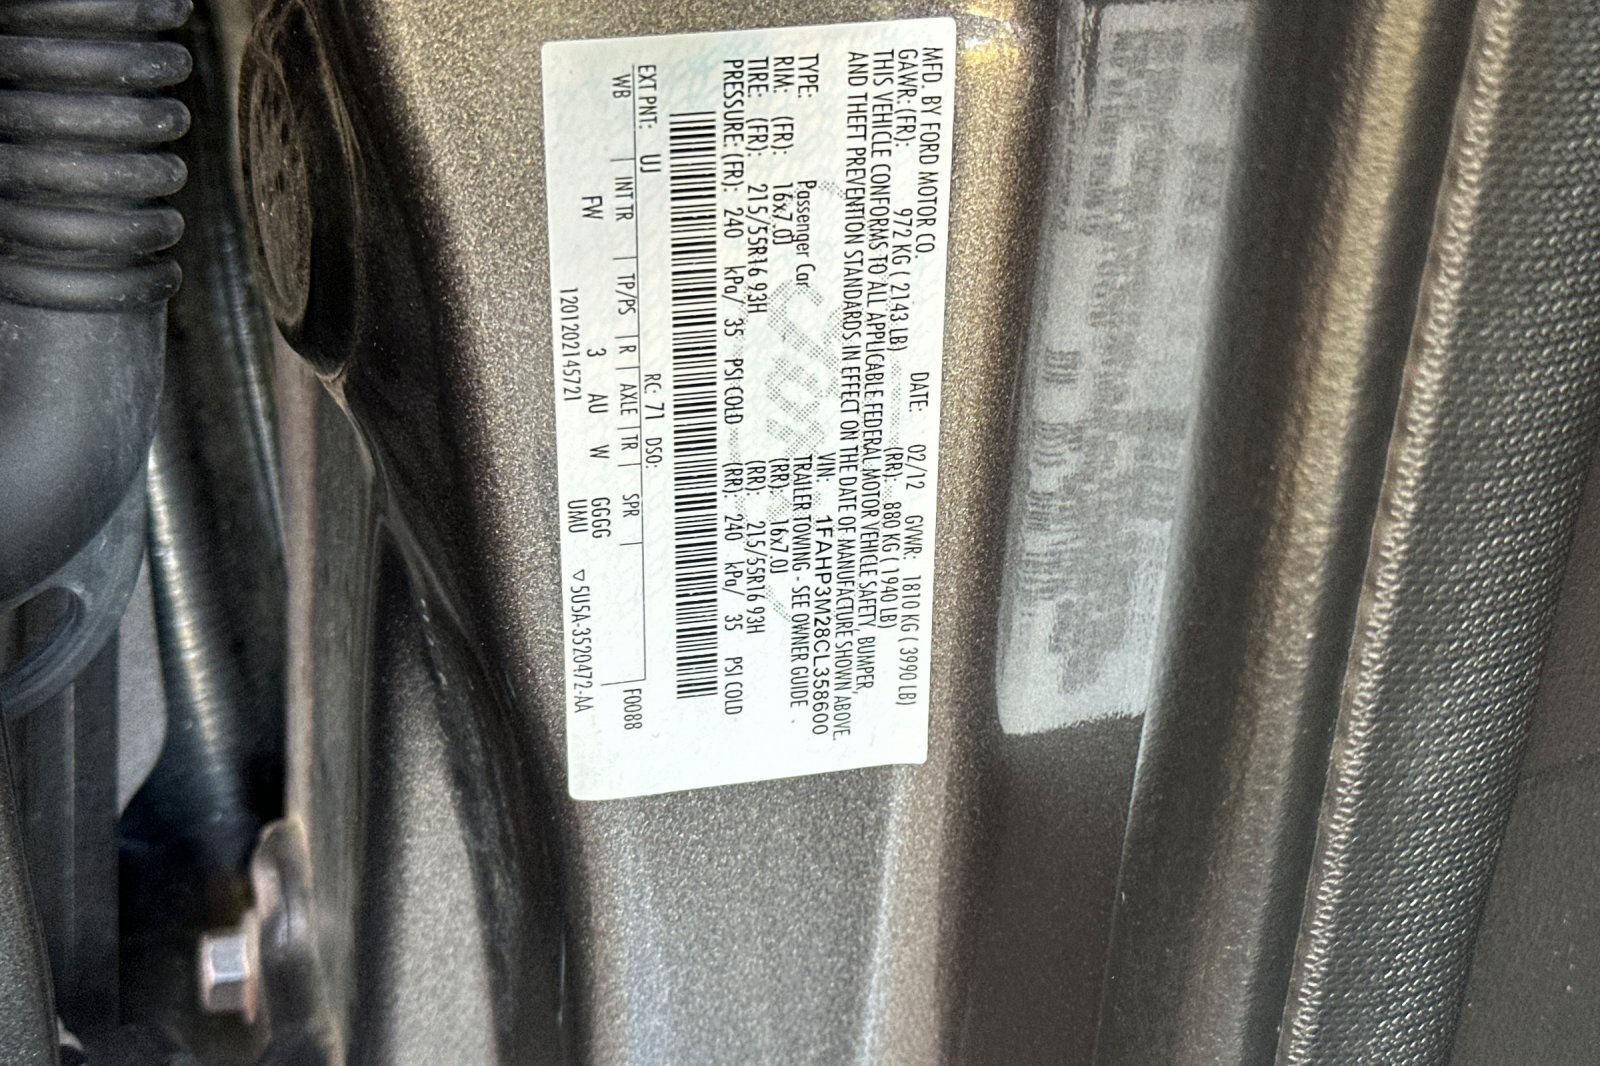 MFD. BY FORD MOTOR CO.
DATE: 02/12 GVWR: 1810 KG ( 3990 LB)
GAWR: (FR): 972 KG ( 2143 LB) (RR): 880 KG ( 1940 LB)
THIS VEHICLE CONFORMS TO ALL APPLICABLE FEDERAL MOTOR VEHICLE SAFETY, BUMPER,
AND THEFT PREVENTION STANDARDS IN EFFECT ON THE DATE OF MANUFACTURE SHOWN ABOVE.
VIN: 1FAHP3M28CL358600
TYPE: Passenger Car TRAILER TOWING - SEE OWNER GUIDE
RIM: (FR): 16x7.0J (RR): 16x7.0J
TIRE: (FR): 215/55R16 93H (RR): 215/55R16 93H
PRESSURE: (FR): 240 kPa/ 35 PSI COLD (RR): 240 kPa/ 35 PSI COLD
EXT PNT: UJ RC: 71 DSO: F0088
WB INT TR TP/PS R AXLE TR SPR
FW 3 AU W GGGG UMU
12012021457​21 ▽5U5A-3520472-AA